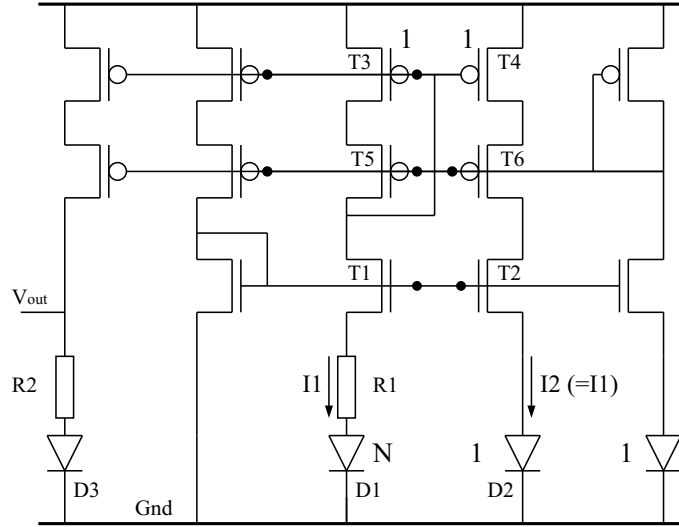 1 1
T3 T4
T5 T6
T1 T2
Vout
R2 I1 R1 I2 (=I1)
N 1 1
D3 D1 D2
Gnd